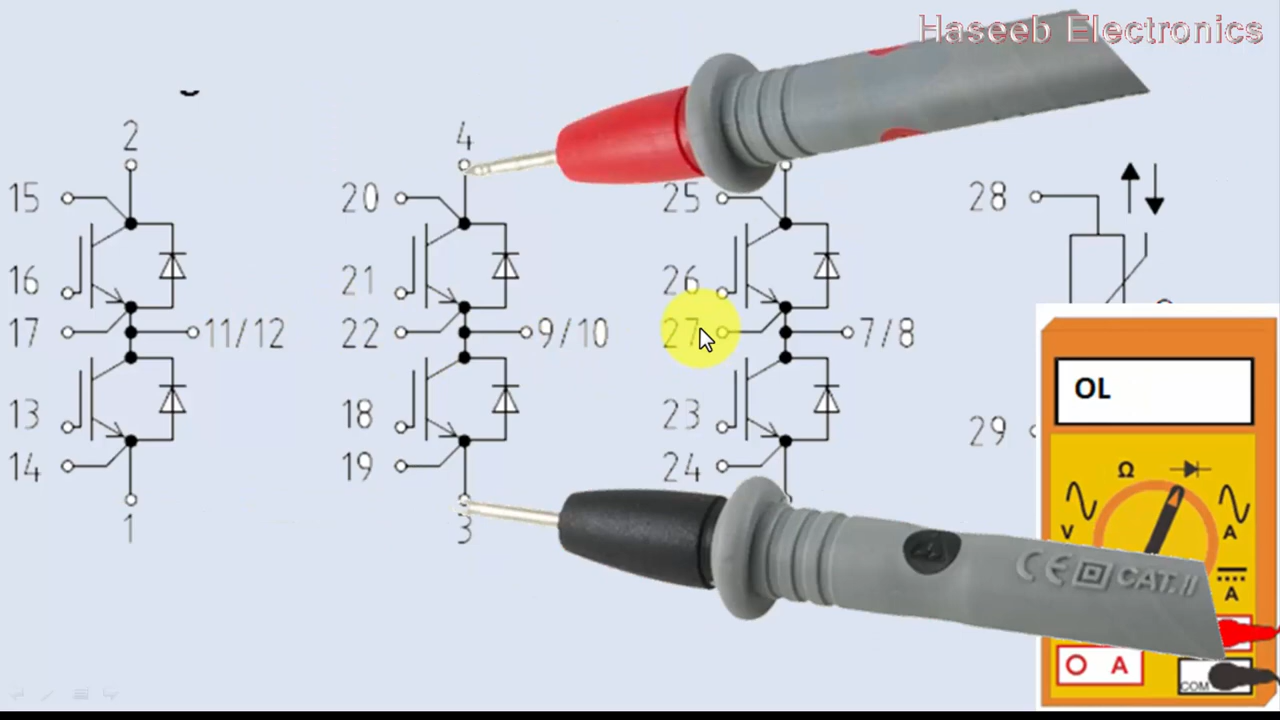 Haseeb Electronics
2
4
15
20
25
28
16
21
26
17
11/12
22
9/10
27
7/8
OL
13
18
23
29
14
19
24
Ω
V
A
A
1
3
CE CAT.II
O A
COM